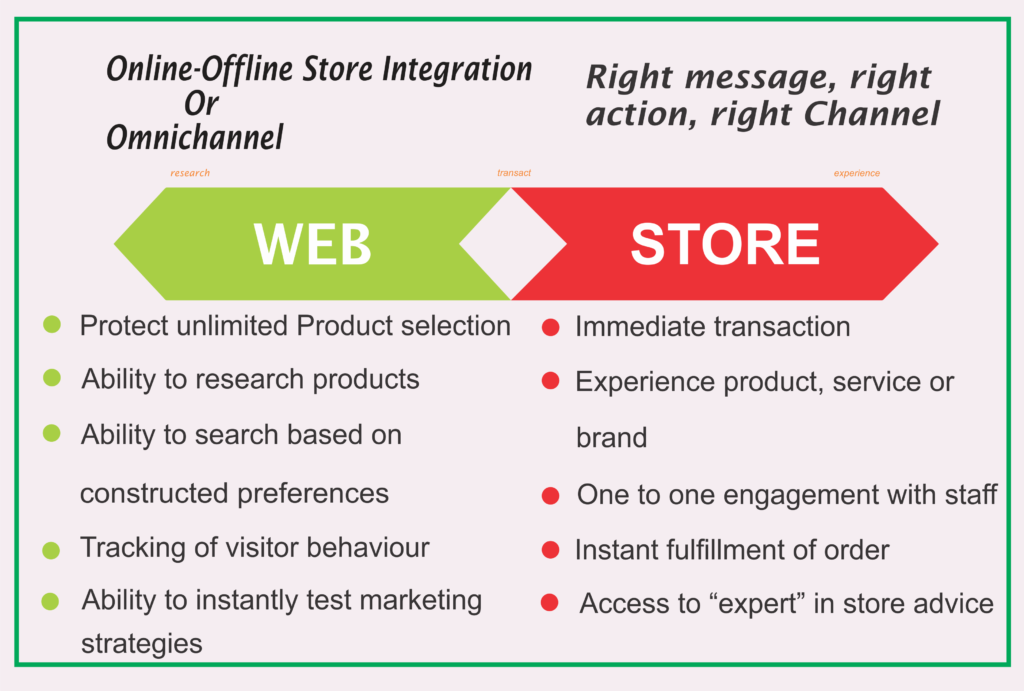 Online-Offline Store Integration
Or
Omnichannel
Right message, right
action, right Channel
research
transact
experience
WEB
STORE
Protect unlimited Product selection
Ability to research products
Ability to search based on
constructed preferences
Tracking of visitor behaviour
Ability to instantly test marketing
strategies
Immediate transaction
Experience product, service or
brand
One to one engagement with staff
Instant fulfillment of order
Access to “expert” in store advice